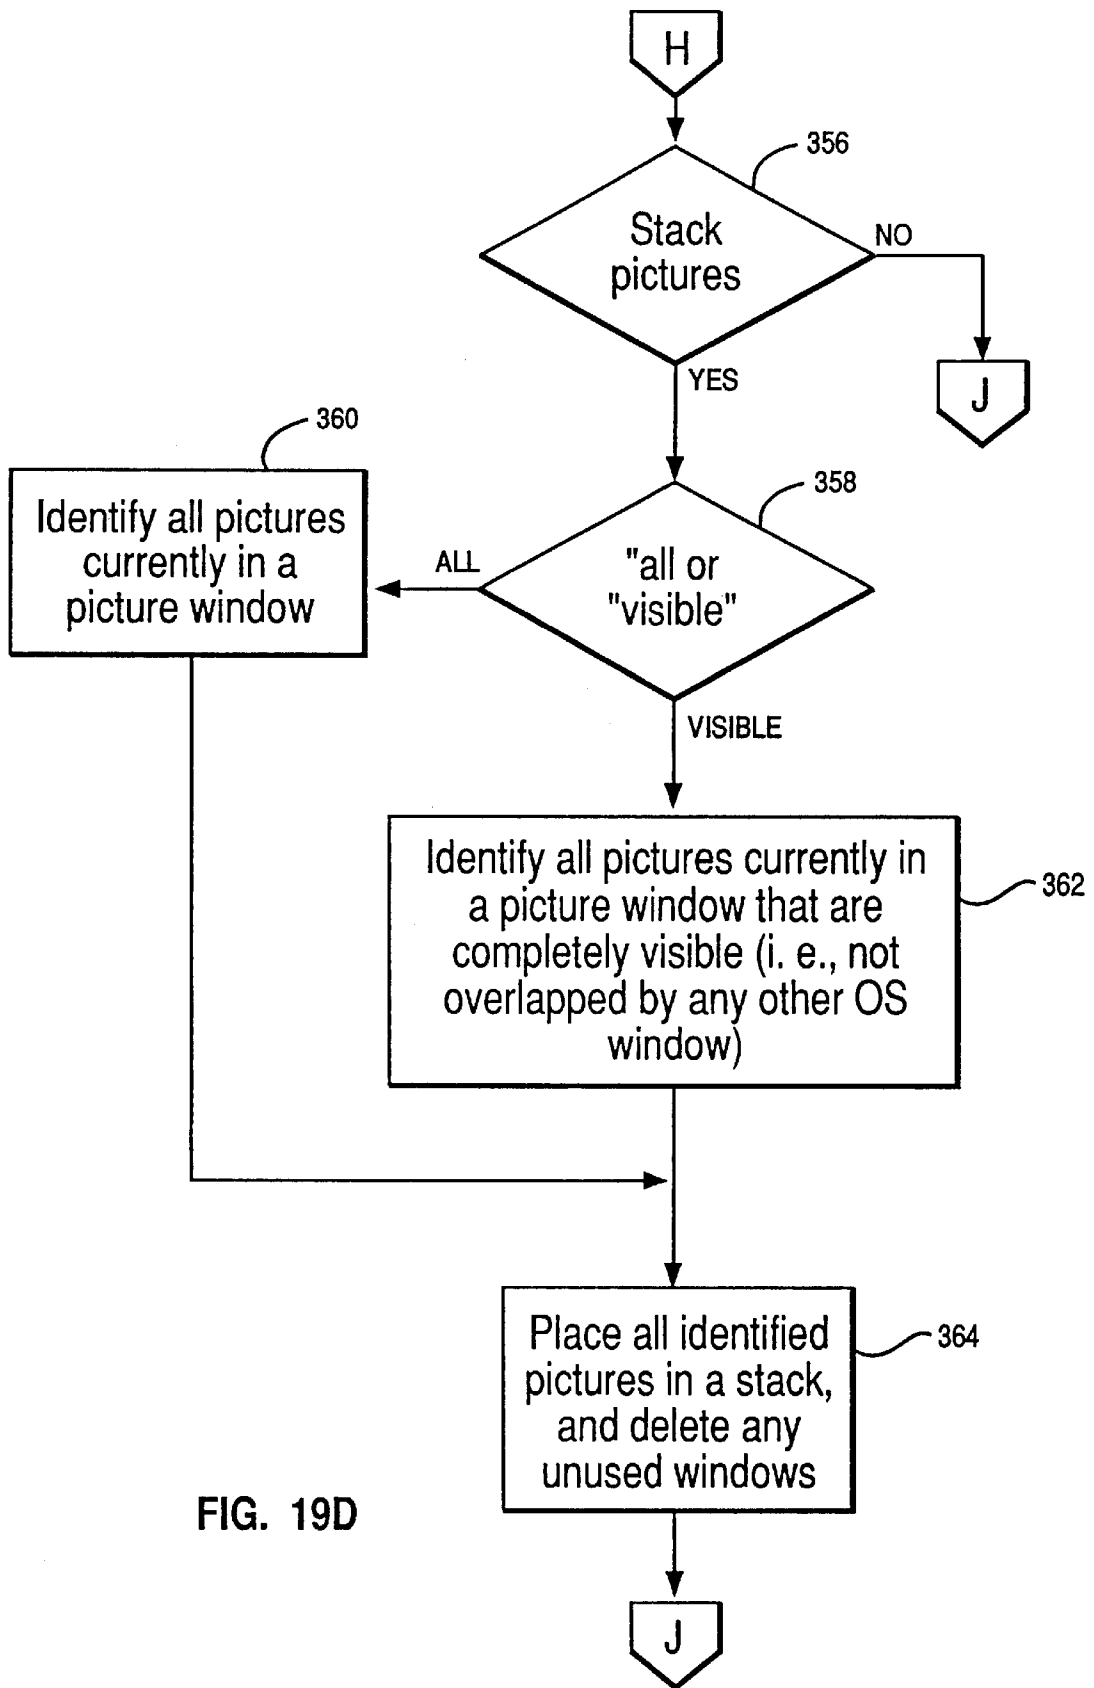 H
356
Stack
pictures
NO
J
YES
360
Identify all pictures
currently in a
picture window
ALL
358
"all or
"visible"
VISIBLE
Identify all pictures currently in
a picture window that are
completely visible (i. e., not
overlapped by any other OS
window)
362
Place all identified
pictures in a stack,
and delete any
unused windows
364
FIG. 19D
J